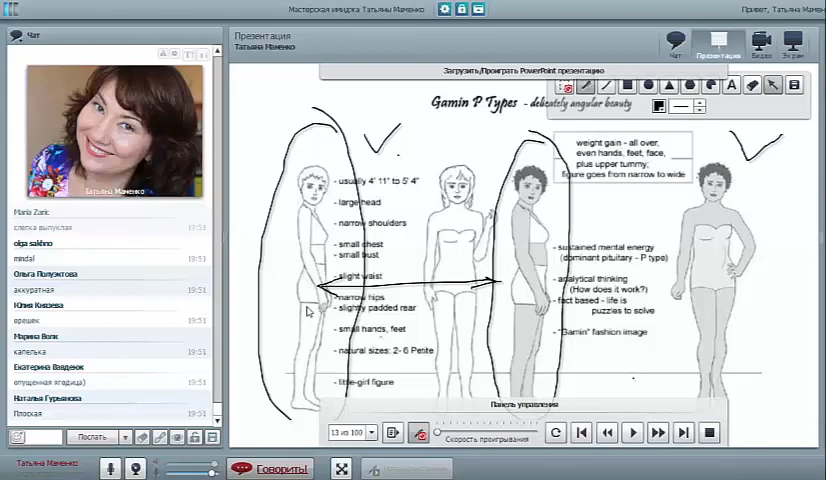 Мастерская имиджа Татьяны Маменко
Привет, Татьяна Мамен
Чат
Татьяна Маменко
Maria Zaric
слегка выпуклая 19:51
olga sakhno
mindal 19:51
Ольга Полуэктова
аккуратная 19:51
Юлия Князева
орешек 19:51
Марина Волк
капелька 19:51
Екатерина Вавдеюк
опущенная ягодица) 19:51
Наталья Гурьянова
Плоская 19:51
Послать
Презентация
Татьяна Маненко
Чат
Презентация
Видео
Экран
Загрузить/Проиграть PowerPoint презентацию
Gamin P Types - delicately angular beauty
- usually 4' 11" to 5' 4"
- large head
- narrow shoulders
- small chest
- small bust
- slight waist
- narrow hips
- slightly padded rear
- small hands, feet
- natural sizes: 2- 6 Petite
- little-girl figure
weight gain - all over,
even hands, feet, face,
plus upper tummy;
figure goes from narrow to wide
- sustained mental energy
(dominant pituitary - P type)
- analytical thinking
(How does it work?)
- fact based - life is
puzzles to solve
- "Gamin" fashion image
Панель управления
13 из 100
Скорость проигрывания
Татьяна Маменко
Говорить!